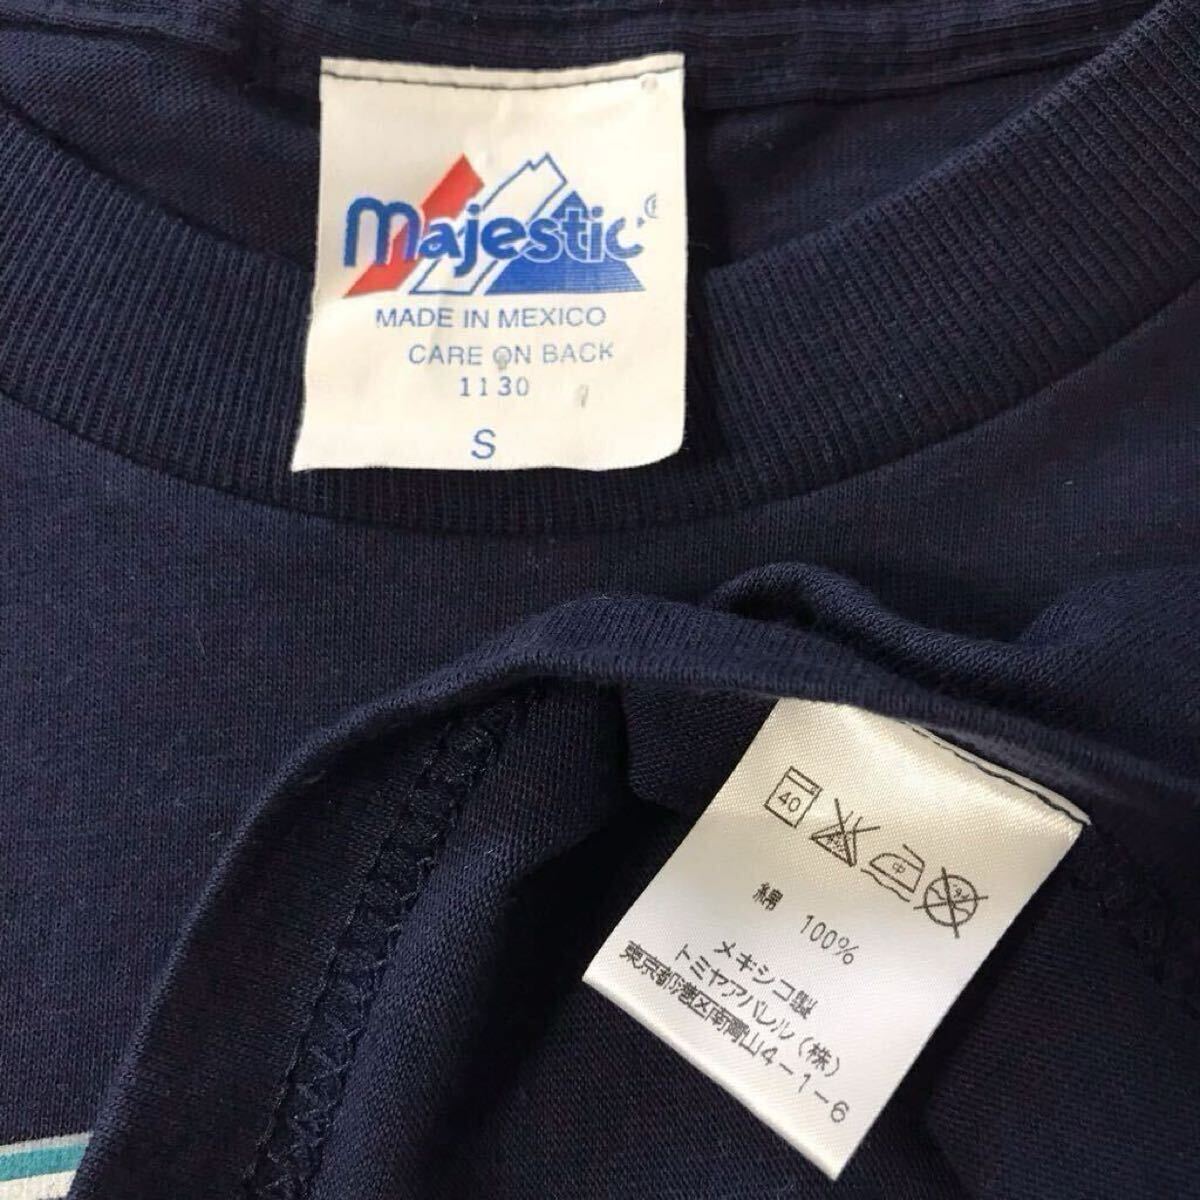 majestic®
MADE IN MEXICO
CARE ON BACK
1130
S
40
中
綿 100%
メキシコ製
トミヤアパレル(株)
東京都港区南青山4-1-6